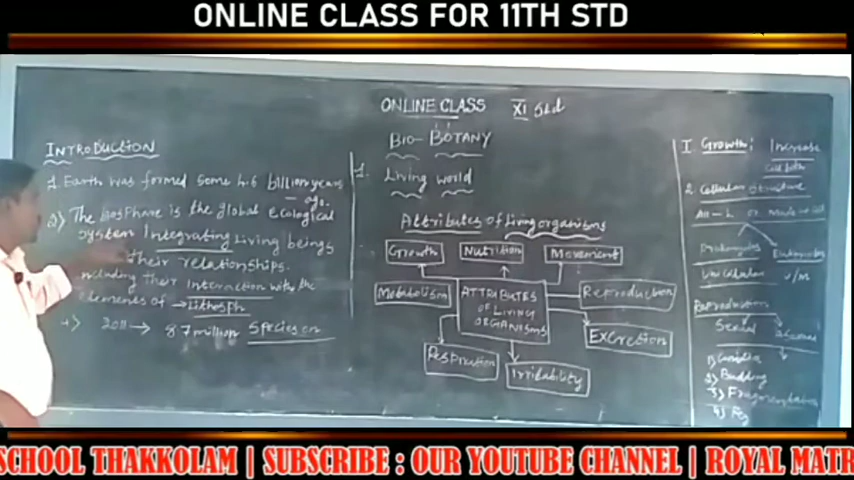 ONLINE CLASS FOR 11TH STD
ONLINE CLASS XI Std
BIO-BOTANY
1. Living world
INTRODUCTION
1. Earth was formed some 4.6 billion years
ago.
2) The biosphare is the global ecological
system Integrating Living beings
their relationships.
including their Interaction with the
elements of → Lithosph
2011 → 8 7 million Species on
Attributes of Living organisms
Growth
Nutrition
Movement
Metabolism
ATTRIBUTES
OF LIVING
ORGANISMS
Reproduction
Excretion
Respiration
Irritability
I. Growth: Increase
2. Cellular structure
Prokaryotes
Eukaryotes
Unicellular U/M
Reproduction
Sexual Asexual
2) Budding
3) Fragmentation
4)
SCHOOL THAKKOLAM | SUBSCRIBE : OUR YOUTUBE CHANNEL | ROYAL MATR